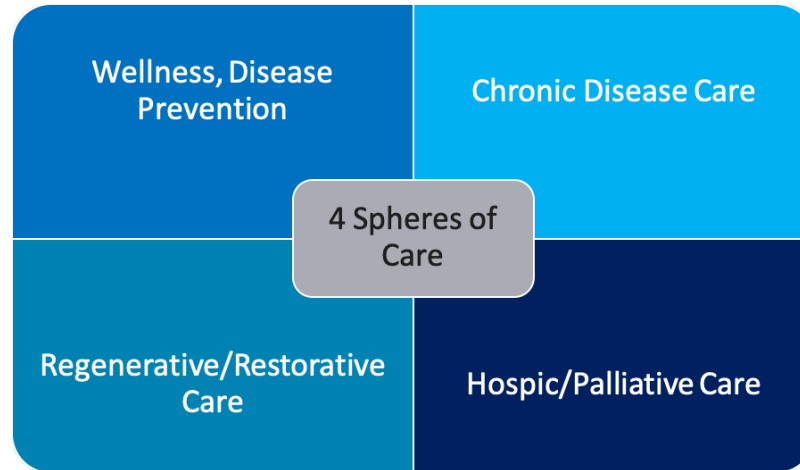 Wellness, Disease
Prevention
Chronic Disease Care
4 Spheres of
Care
Regenerative/Restorative
Care
Hospic/Palliative Care